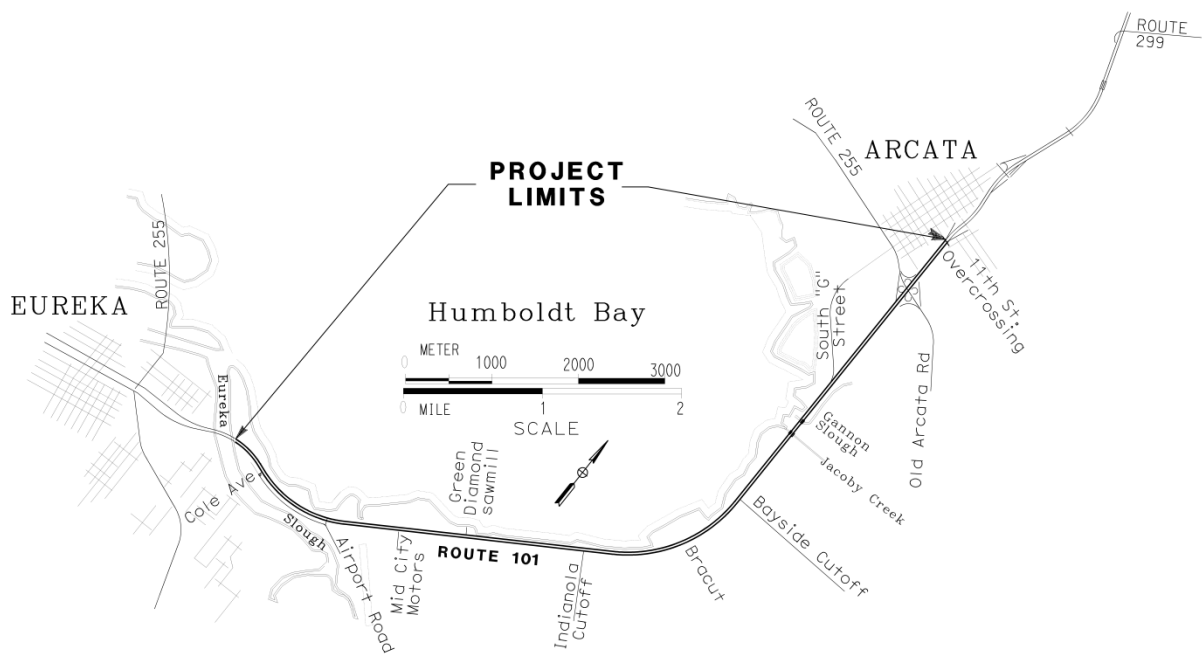 ROUTE
299
ROUTE 255
ARCATA
PROJECT
LIMITS
ROUTE 255
EUREKA
11th St.
Overcrossing
Humboldt Bay
South "G"
Street
METER
0 1000 2000 3000
0 1 2
MILE
SCALE
Old Arcata Rd
Eureka
Slough
Gannon
Slough
Jacoby Creek
Cole Ave
Green
Diamond
sawmill
Bayside Cutoff
Airport Road
Mid City
Motors
ROUTE 101
Indianola
Cutoff
Bracut